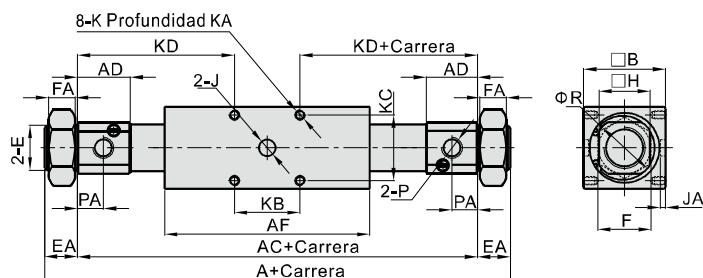 8-K Profundidad KA
KD
KD+Carrera
AD
AD
FA
FA
2-J
KC
2-E
PA
2-P
PA
KB
AF
EA
AC+Carrera
EA
A+Carrera
□B
□H
ΦR
JA
F